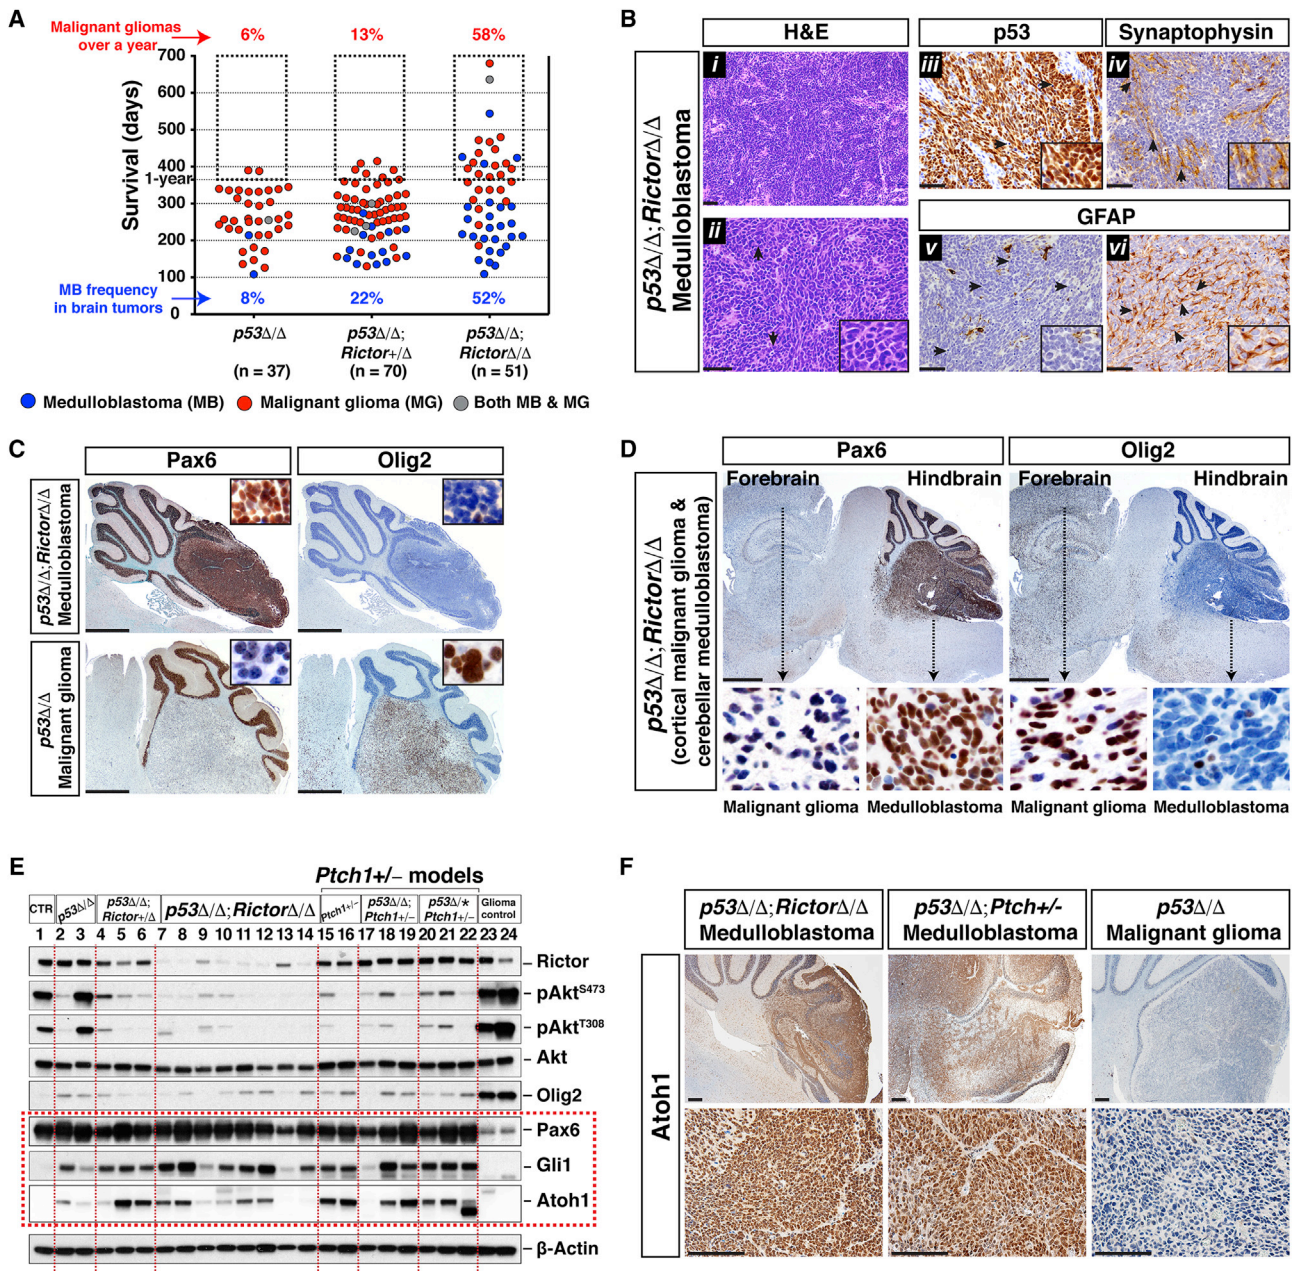 A
Malignant gliomas
over a year
6%
13%
58%
Survival (days)
700
600
500
400
1-year
300
200
100
0
MB frequency
in brain tumors
8%
22%
52%
p53Δ/Δ
(n = 37)
p53Δ/Δ;
Rictor+/Δ
(n = 70)
p53Δ/Δ;
RictorΔ/Δ
(n = 51)
Medulloblastoma (MB)
Malignant glioma (MG)
Both MB & MG
B
H&E
p53
Synaptophysin
p53Δ/Δ;RictorΔ/Δ
Medulloblastoma
i
ii
iii
iv
GFAP
v
vi
C
Pax6
Olig2
p53Δ/Δ;RictorΔ/Δ
Medulloblastoma
p53Δ/Δ
Malignant glioma
D
Pax6
Olig2
p53Δ/Δ;RictorΔ/Δ
(cortical malignant glioma &
cerebellar medulloblastoma)
Forebrain
Hindbrain
Forebrain
Hindbrain
Malignant glioma
Medulloblastoma
Malignant glioma
Medulloblastoma
E
Ptch1+/− models
CTR
p53Δ/Δ
p53Δ/Δ;
Rictor+/Δ
p53Δ/Δ;RictorΔ/Δ
Ptch1+/−
p53Δ/Δ;
Ptch1+/−
p53Δ/*
Ptch1+/−
Glioma
control
1 2 3 4 5 6 7 8 9 10 11 12 13 14 15 16 17 18 19 20 21 22 23 24
Rictor
pAktS473
pAktT308
Akt
Olig2
Pax6
Gli1
Atoh1
β-Actin
F
p53Δ/Δ;RictorΔ/Δ
Medulloblastoma
p53Δ/Δ;Ptch+/-
Medulloblastoma
p53Δ/Δ
Malignant glioma
Atoh1